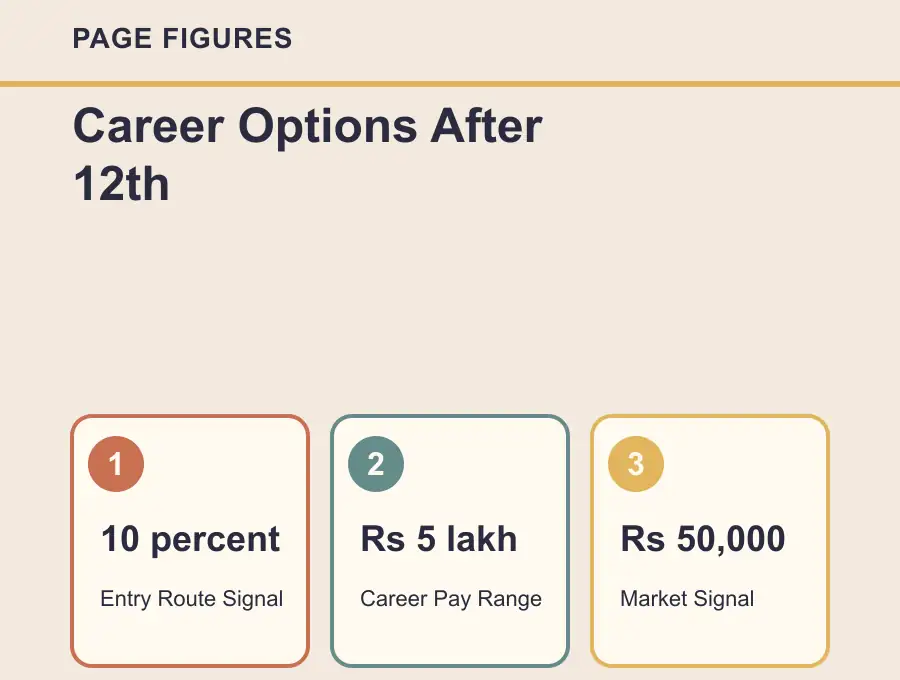 PAGE FIGURES
Career Options After
12th
1
10 percent
Entry Route Signal
2
Rs 5 lakh
Career Pay Range
3
Rs 50,000
Market Signal